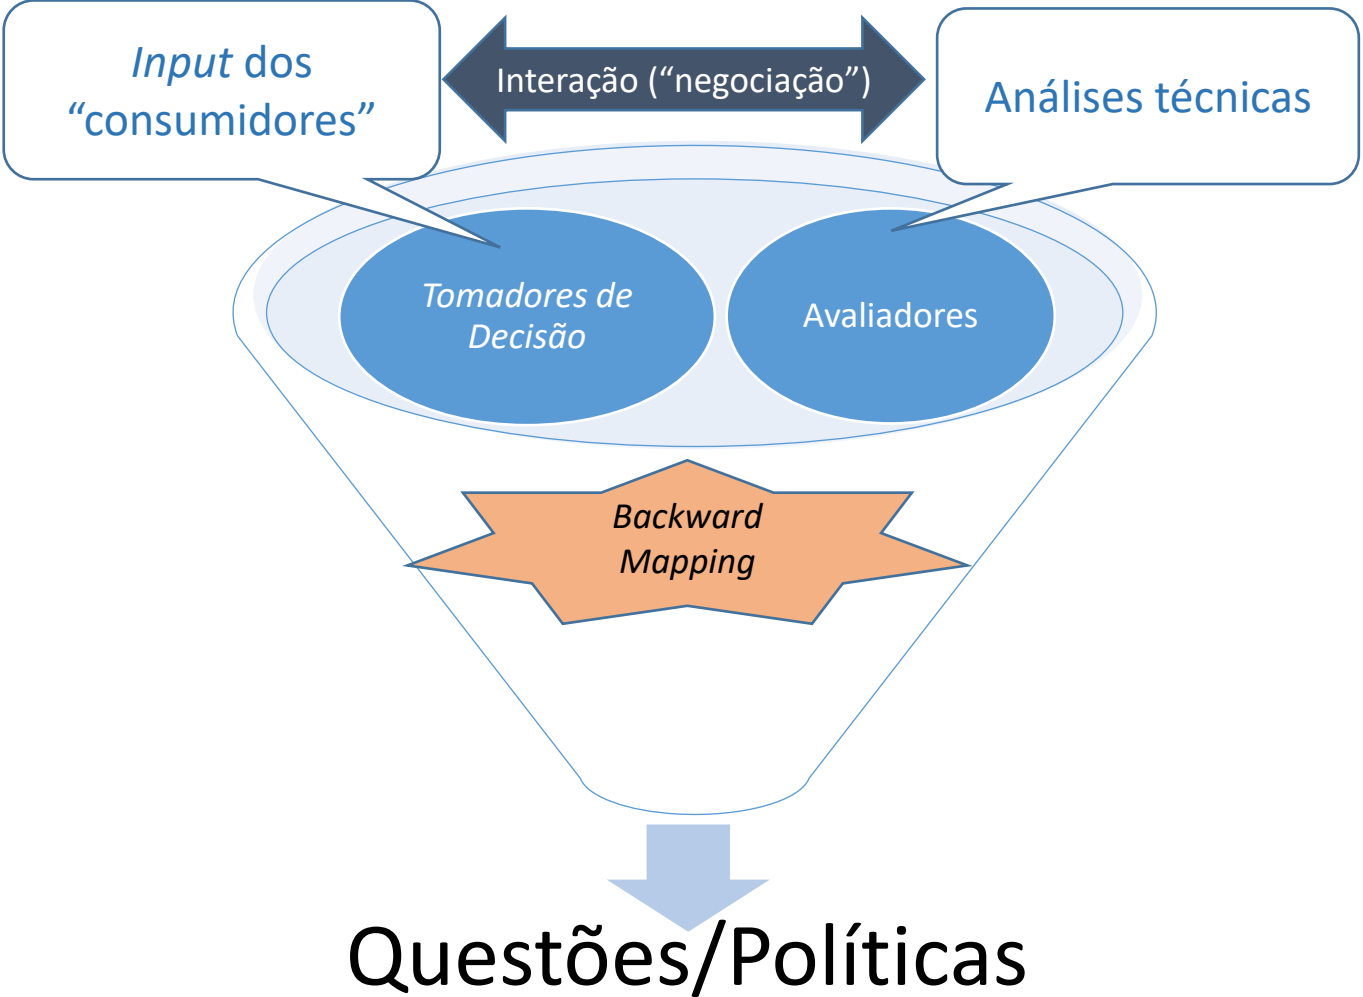 Input dos
“consumidores”
Interação (“negociação”)
Análises técnicas
Tomadores de
Decisão
Avaliadores
Backward
Mapping
Questões/Políticas